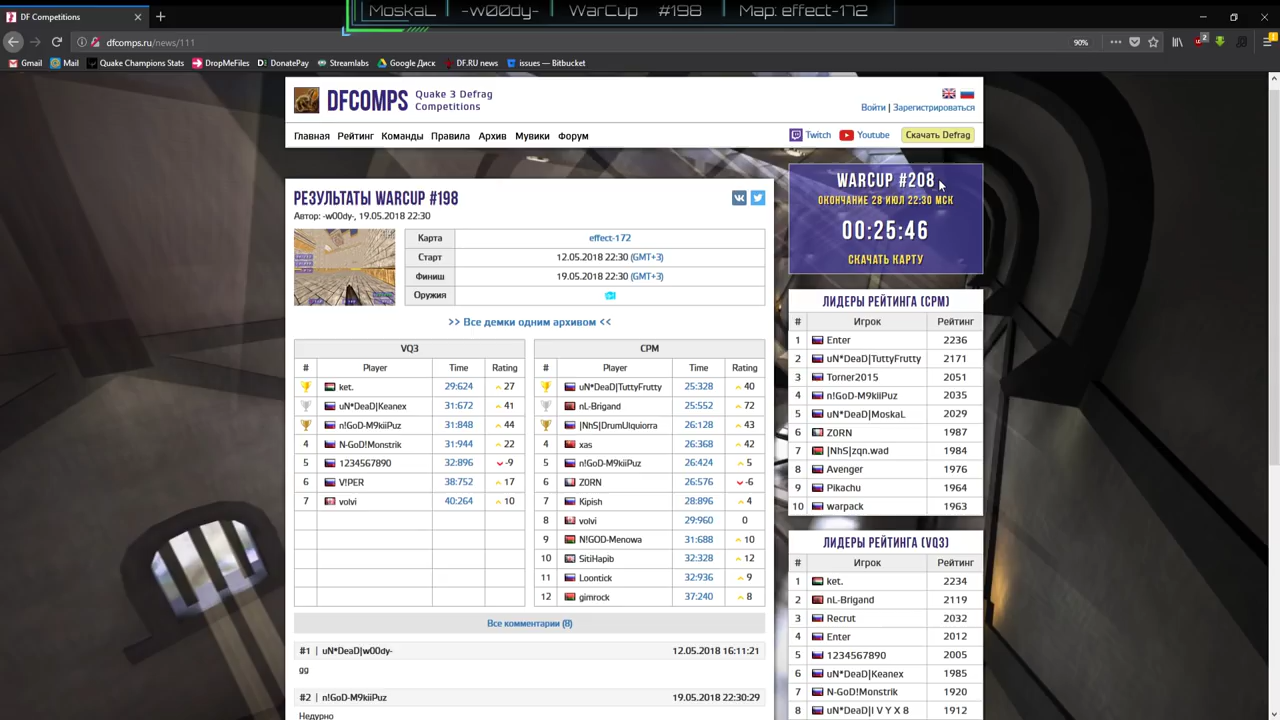 MoskaL -w00dy- WarCup #198 Map: effect-172
DF Competitions
dfcomps.ru/news/111
90%
Gmail Mail Quake Champions Stats DropMeFiles DonatePay Streamlabs Google Диск DF.RU news issues — Bitbucket
DFCOMPS
Quake 3 Defrag
Competitions
Войти | Зарегистрироваться
Главная Рейтинг Команды Правила Архив Мувики Форум
Twitch Youtube Скачать Defrag
РЕЗУЛЬТАТЫ WARCUP #198
Автор: -w00dy-, 19.05.2018 22:30
Карта effect-172
Старт 12.05.2018 22:30 (GMT+3)
Финиш 19.05.2018 22:30 (GMT+3)
Оружия
>> Все демки одним архивом <<
VQ3
# Player Time Rating
ket. 29:624 27
uN*DeaD|Keanex 31:672 41
n!GoD-M9kiiPuz 31:848 44
4 N-GoD!Monstrik 31:944 22
5 1234567890 32:896 -9
6 V!PER 38:752 17
7 volvi 40:264 10
CPM
# Player Time Rating
uN*DeaD|TuttyFrutty 25:328 40
nL-Brigand 25:552 72
|NhS|DrumUlquiorra 26:128 43
4 xas 26:368 42
5 n!GoD-M9kiiPuz 26:424 5
6 Z0RN 26:576 -6
7 Kipish 28:896 4
8 volvi 29:960 0
9 N!GOD-Menowa 31:688 10
10 SitiHapib 32:328 12
11 Loontick 32:936 9
12 gimrock 37:240 8
Все комментарии (8)
#1 | uN*DeaD|w00dy- 12.05.2018 16:11:21
gg
#2 | n!GoD-M9kiiPuz 19.05.2018 22:30:29
Недурно
WARCUP #208
ОКОНЧАНИЕ 28 ИЮЛ 22:30 МСК
00:25:46
СКАЧАТЬ КАРТУ
ЛИДЕРЫ РЕЙТИНГА (CPM)
# Игрок Рейтинг
1 Enter 2236
2 uN*DeaD|TuttyFrutty 2171
3 Torner2015 2051
4 n!GoD-M9kiiPuz 2035
5 uN*DeaD|MoskaL 2029
6 Z0RN 1987
7 |NhS|zqn.wad 1984
8 Avenger 1976
9 Pikachu 1964
10 warpack 1963
ЛИДЕРЫ РЕЙТИНГА (VQ3)
# Игрок Рейтинг
1 ket. 2234
2 nL-Brigand 2119
3 Recrut 2032
4 Enter 2012
5 1234567890 2005
6 uN*DeaD|Keanex 1985
7 N-GoD!Monstrik 1920
8 uN*DeaD|i V Y X 8 1912